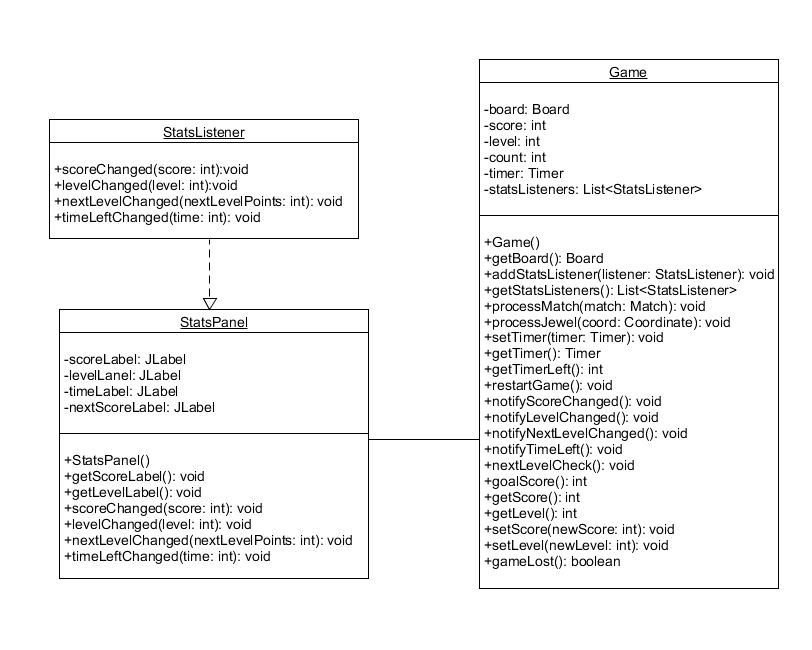 StatsListener
+scoreChanged(score: int):void
+levelChanged(level: int):void
+nextLevelChanged(nextLevelPoints: int): void
+timeLeftChanged(time: int): void
StatsPanel
-scoreLabel: JLabel
-levelLanel: JLabel
-timeLabel: JLabel
-nextScoreLabel: JLabel
+StatsPanel()
+getScoreLabel(): void
+getLevelLabel(): void
+scoreChanged(score: int): void
+levelChanged(level: int): void
+nextLevelChanged(nextLevelPoints: int): void
+timeLeftChanged(time: int): void
Game
-board: Board
-score: int
-level: int
-count: int
-timer: Timer
-statsListeners: List<StatsListener>
+Game()
+getBoard(): Board
+addStatsListener(listener: StatsListener): void
+getStatsListeners(): List<StatsListener>
+processMatch(match: Match): void
+processJewel(coord: Coordinate): void
+setTimer(timer: Timer): void
+getTimer(): Timer
+getTimerLeft(): int
+restartGame(): void
+notifyScoreChanged(): void
+notifyLevelChanged(): void
+notifyNextLevelChanged(): void
+notifyTimeLeft(): void
+nextLevelCheck(): void
+goalScore(): int
+getScore(): int
+getLevel(): int
+setScore(newScore: int): void
+setLevel(newLevel: int): void
+gameLost(): boolean